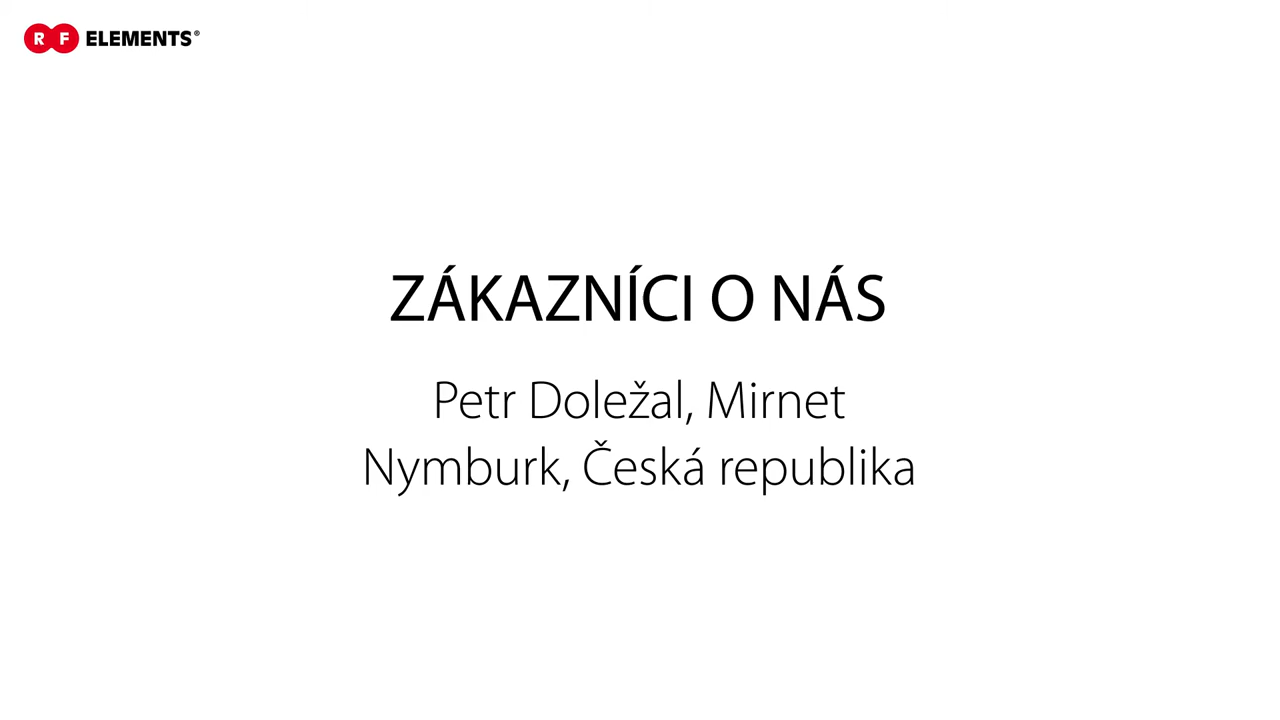 RF ELEMENTS®
ZÁKAZNÍCI O NÁS
Petr Doležal, Mirnet
Nymburk, Česká republika